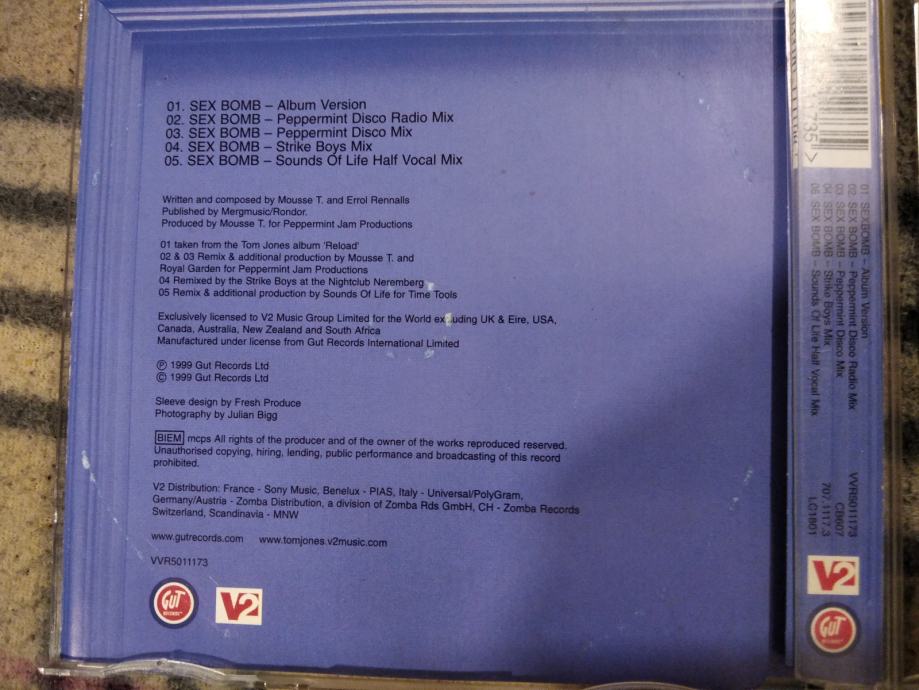 01. SEX BOMB – Album Version
02. SEX BOMB – Peppermint Disco Radio Mix
03. SEX BOMB – Peppermint Disco Mix
04. SEX BOMB – Strike Boys Mix
05. SEX BOMB – Sounds Of Life Half Vocal Mix
Written and composed by Mousse T. and Errol Rennalls
Published by Mergmusic/Rondor.
Produced by Mousse T. for Peppermint Jam Productions
01 taken from the Tom Jones album 'Reload'
02 & 03 Remix & additional production by Mousse T. and
Royal Garden for Peppermint Jam Productions
04 Remixed by the Strike Boys at the Nightclub Neremberg
05 Remix & additional production by Sounds Of Life for Time Tools
Exclusively licensed to V2 Music Group Limited for the World excluding UK & Eire, USA,
Canada, Australia, New Zealand and South Africa
Manufactured under license from Gut Records International Limited
Ⓟ 1999 Gut Records Ltd
© 1999 Gut Records Ltd
Sleeve design by Fresh Produce
Photography by Julian Bigg
BIEM mcps All rights of the producer and of the owner of the works reproduced reserved.
Unauthorised copying, hiring, lending, public performance and broadcasting of this record
prohibited.
V2 Distribution: France - Sony Music, Benelux - PIAS, Italy - Universal/PolyGram,
Germany/Austria - Zomba Distribution, a division of Zomba Rds GmbH, CH - Zomba Records
Switzerland, Scandinavia - MNW
www.gutrecords.com www.tomjones.v2music.com
VVR5011173
GUT RECORDS™ V2
735 >
01 SEXBOMB – Album Version
02 SEX BOMB – Peppermint Disco Radio Mix
03 SEX BOMB – Peppermint Disco Mix
04 SEX BOMB – Strike Boys Mix
05 SEX BOMB – Sounds Of Life Half Vocal Mix
VVR5011173
CB607
707.1117.3
LC1801
V2
GUT RECORDS